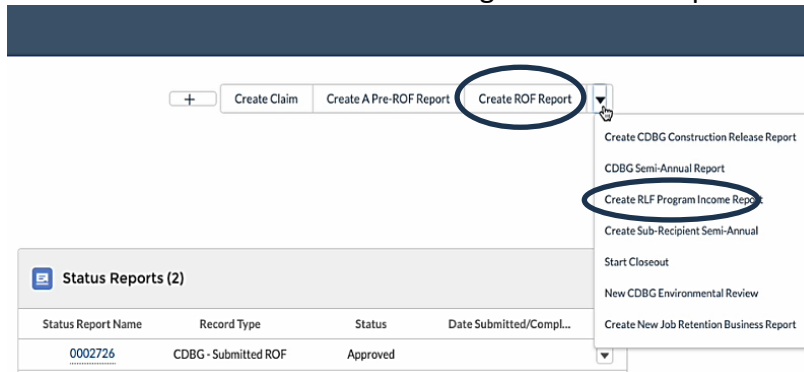 + Create Claim Create A Pre-ROF Report Create ROF Report
Create CDBG Construction Release Report
CDBG Semi-Annual Report
Create RLF Program Income Report
Create Sub-Recipient Semi-Annual
Start Closeout
New CDBG Environmental Review
Create New Job Retention Business Report
Status Reports (2)
Status Report Name Record Type Status Date Submitted/Compl...
0002726 CDBG - Submitted ROF Approved